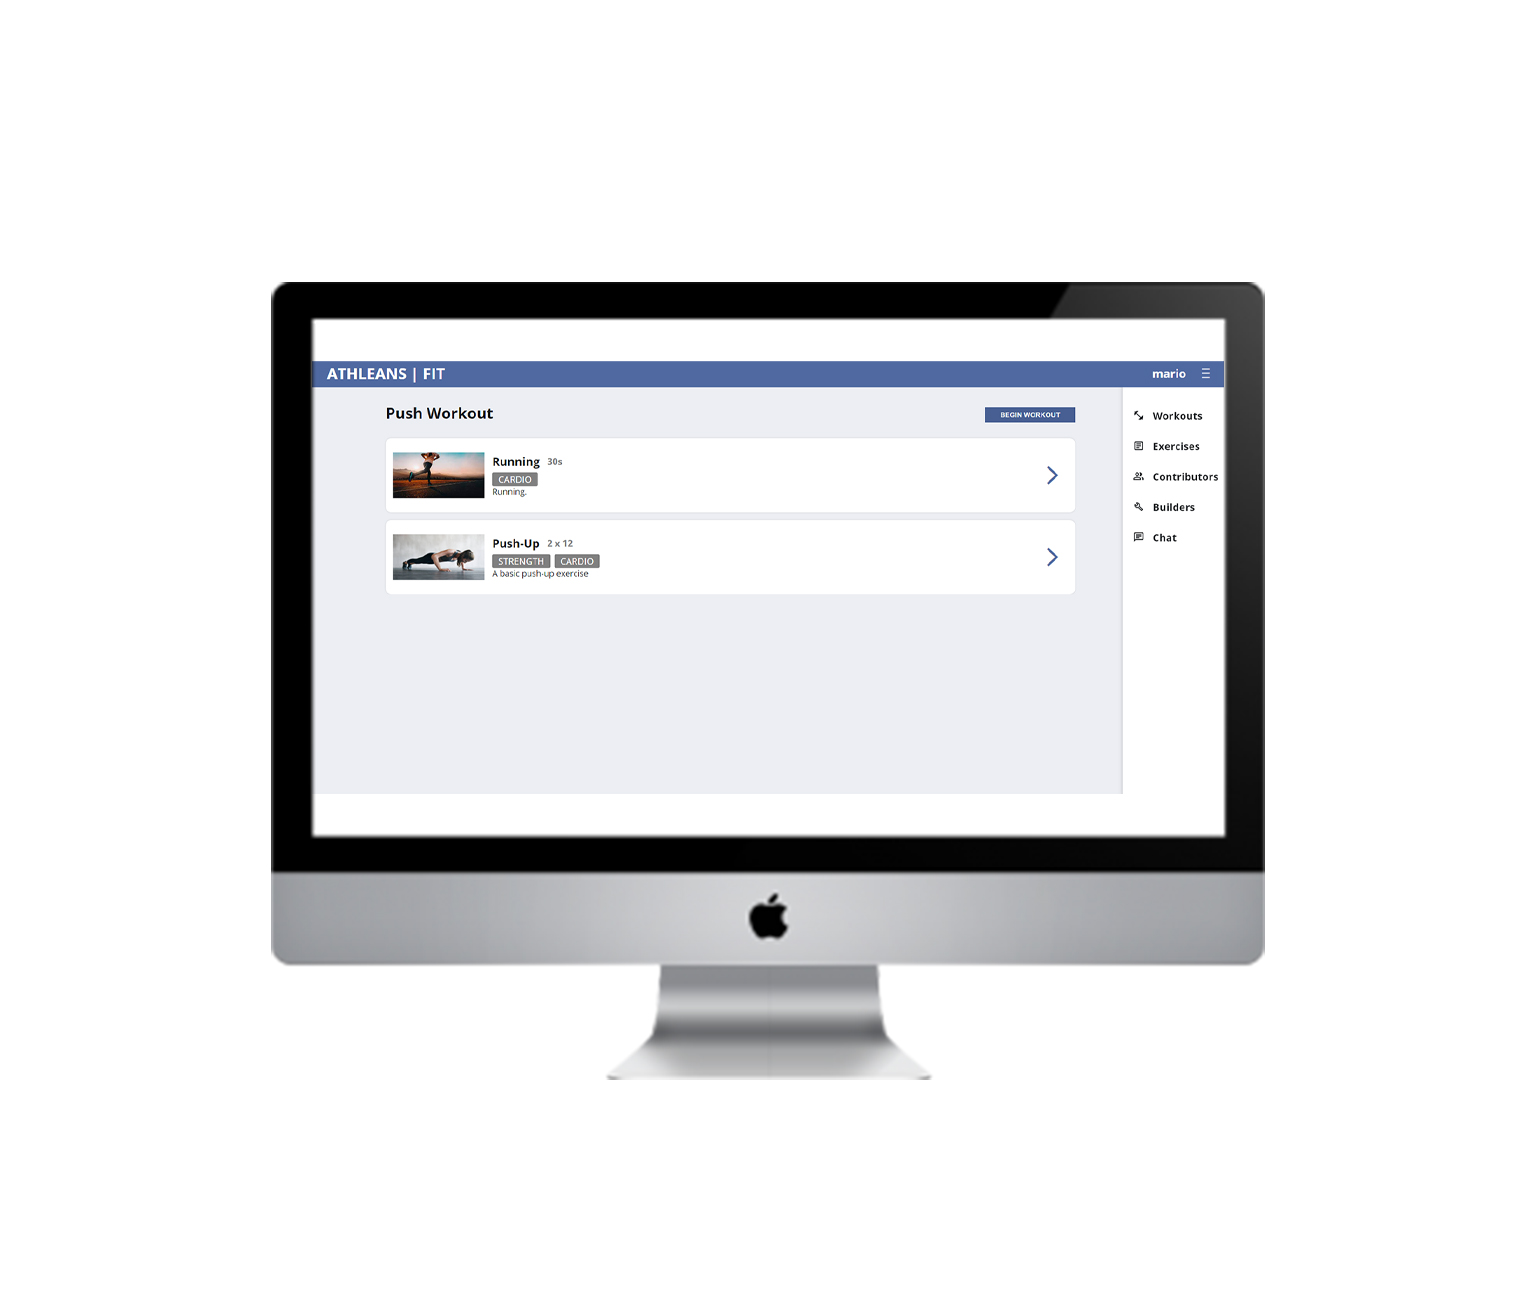 ATHLEANS | FIT
mario
Push Workout
BEGIN WORKOUT
Running 30s
CARDIO
Running.
Push-Up 2 x 12
STRENGTH CARDIO
A basic push-up exercise
Workouts
Exercises
Contributors
Builders
Chat